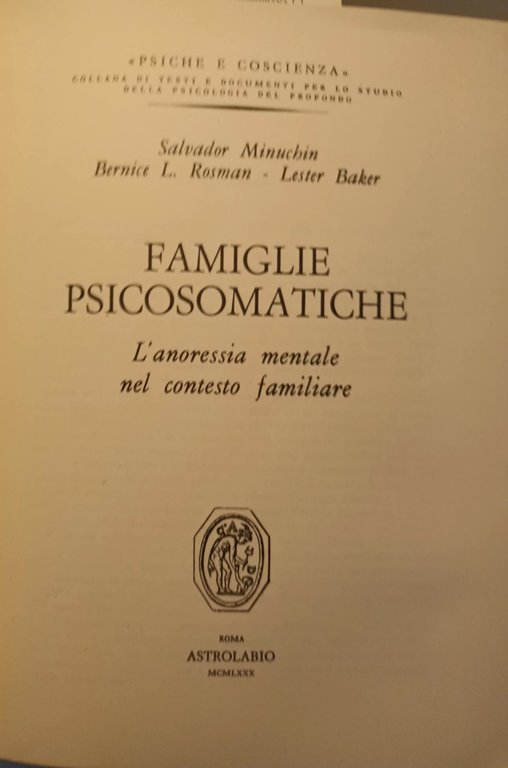 «PSICHE E COSCIENZA»
COLLANA DI TESTI E DOCUMENTI PER LO STUDIO
DELLA PSICOLOGIA DEL PROFONDO
Salvador Minuchin
Bernice L. Rosman - Lester Baker
FAMIGLIE
PSICOSOMATICHE
L'anoressia mentale
nel contesto familiare
ROMA
ASTROLABIO
MCMLXXX